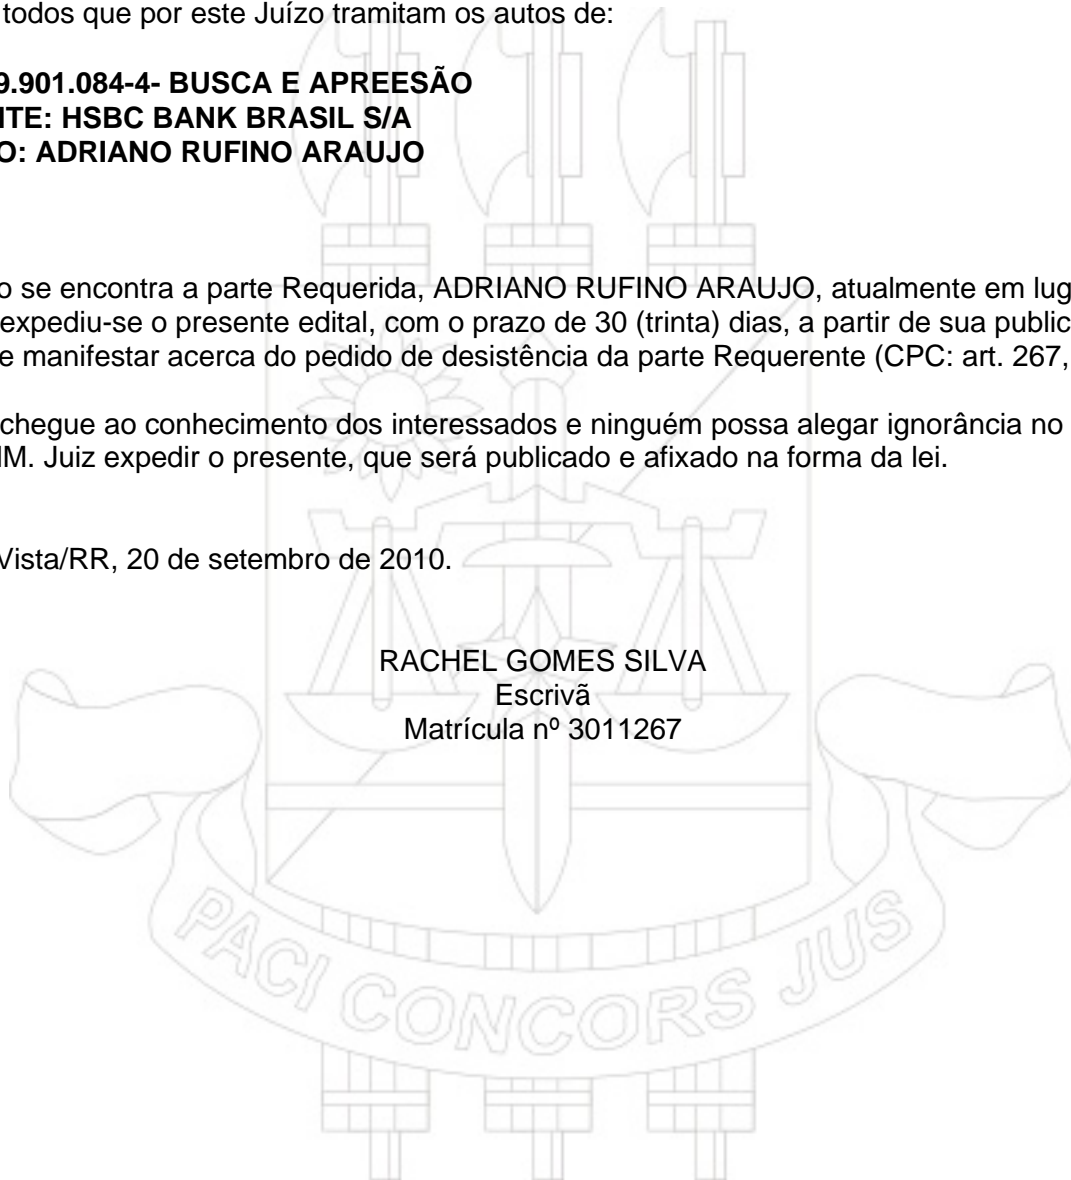 todos que por este Juízo tramitam os autos de:
9.901.084-4- BUSCA E APREESÃO
NTE: HSBC BANK BRASIL S/A
O: ADRIANO RUFINO ARAUJO
o se encontra a parte Requerida, ADRIANO RUFINO ARAUJO, atualmente em lug
expediu-se o presente edital, com o prazo de 30 (trinta) dias, a partir de sua public
e manifestar acerca do pedido de desistência da parte Requerente (CPC: art. 267,
chegue ao conhecimento dos interessados e ninguém possa alegar ignorância no
M. Juiz expedir o presente, que será publicado e afixado na forma da lei.
Vista/RR, 20 de setembro de 2010.
RACHEL GOMES SILVA
Escrivã
Matrícula nº 3011267
PACI CONCORS JUS